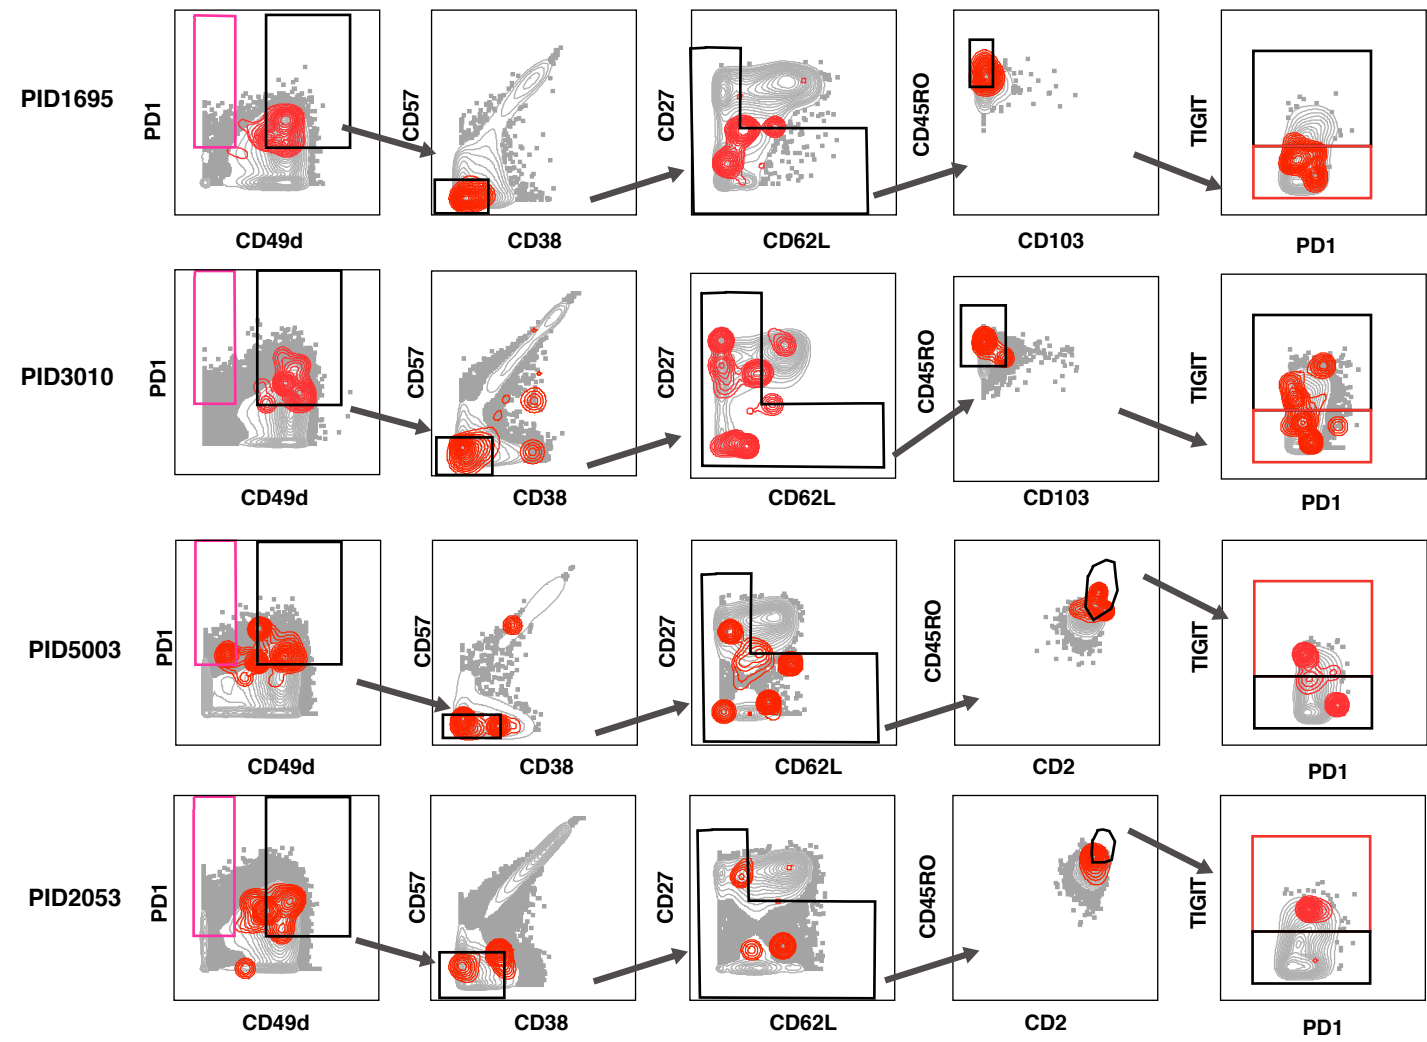 PID1695
PD1
CD49d
CD57
CD38
CD27
CD62L
CD45RO
CD103
TIGIT
PD1
PID3010
PD1
CD49d
CD57
CD38
CD27
CD62L
CD45RO
CD103
TIGIT
PD1
PID5003
PD1
CD49d
CD57
CD38
CD27
CD62L
CD45RO
CD2
TIGIT
PD1
PID2053
PD1
CD49d
CD57
CD38
CD27
CD62L
CD45RO
CD2
TIGIT
PD1